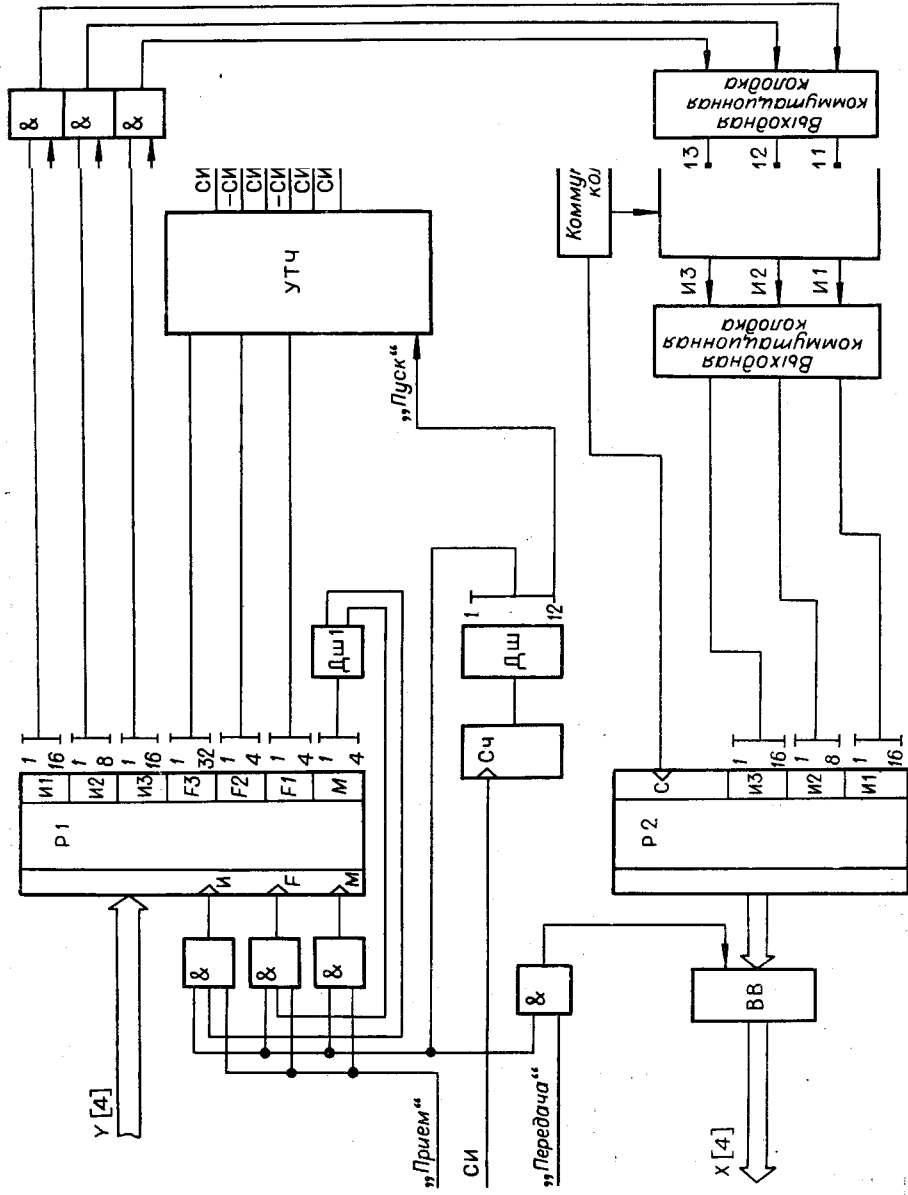 &
&
&
Выходная
коммутационная
колодка
13
12
11
СИ
–СИ
СИ
–СИ
СИ
СИ
УТЧ
„Пуск“
кол
И3
И2
И1
Выходная
коммутационная
колодка
1
16
1
8
1
16
1
32
1
4
1
4
1
4
Дш1
1
12
Дш
Сч
И1
И2
И3
F3
F2
F1
М
Р1
И
F
М
1
16
1
8
1
16
С
И3
И2
И1
Р2
&
&
&
&
ВВ
Y[4]
„Прием“
СИ
„Передача“
X[4]